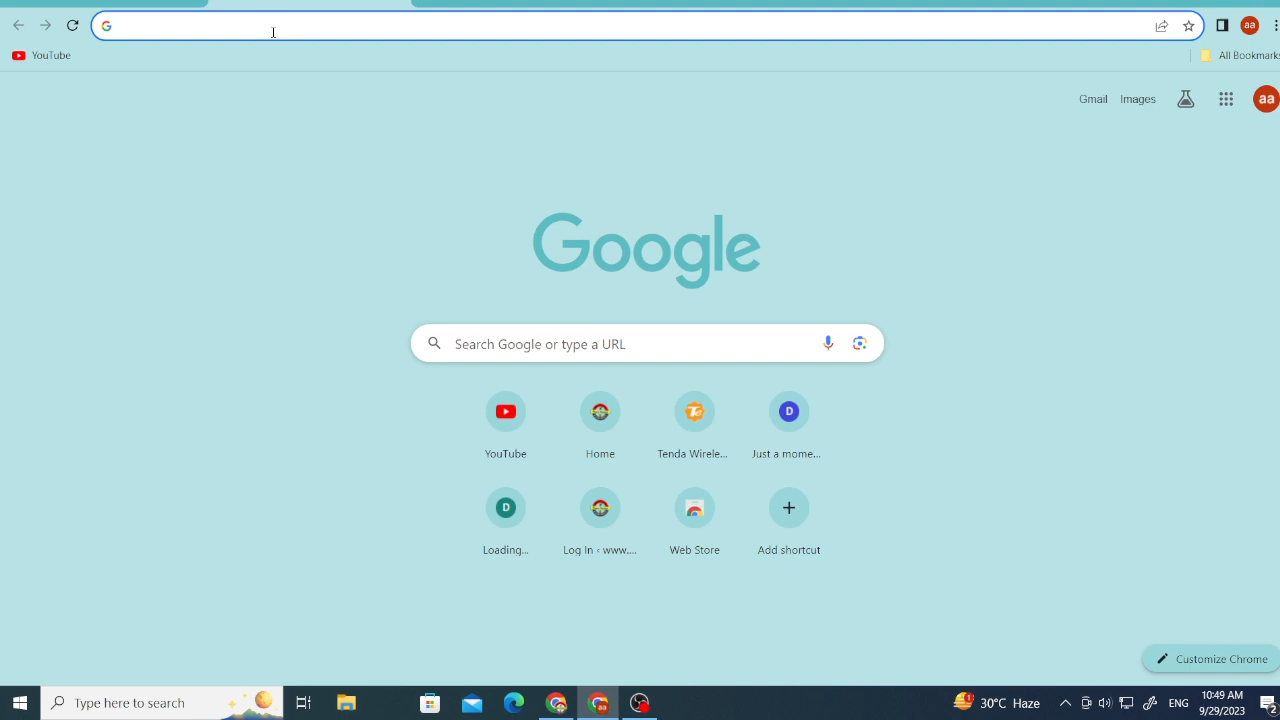 YouTube
All Bookmarks
Gmail Images aa
aa
Google
Search Google or type a URL
YouTube Home Tenda Wirele... Just a mome...
D
D
Loading... Log In ‹ www.... Web Store Add shortcut
Customize Chrome
Type here to search
30°C Haze
ENG
10:49 AM
9/29/2023
2